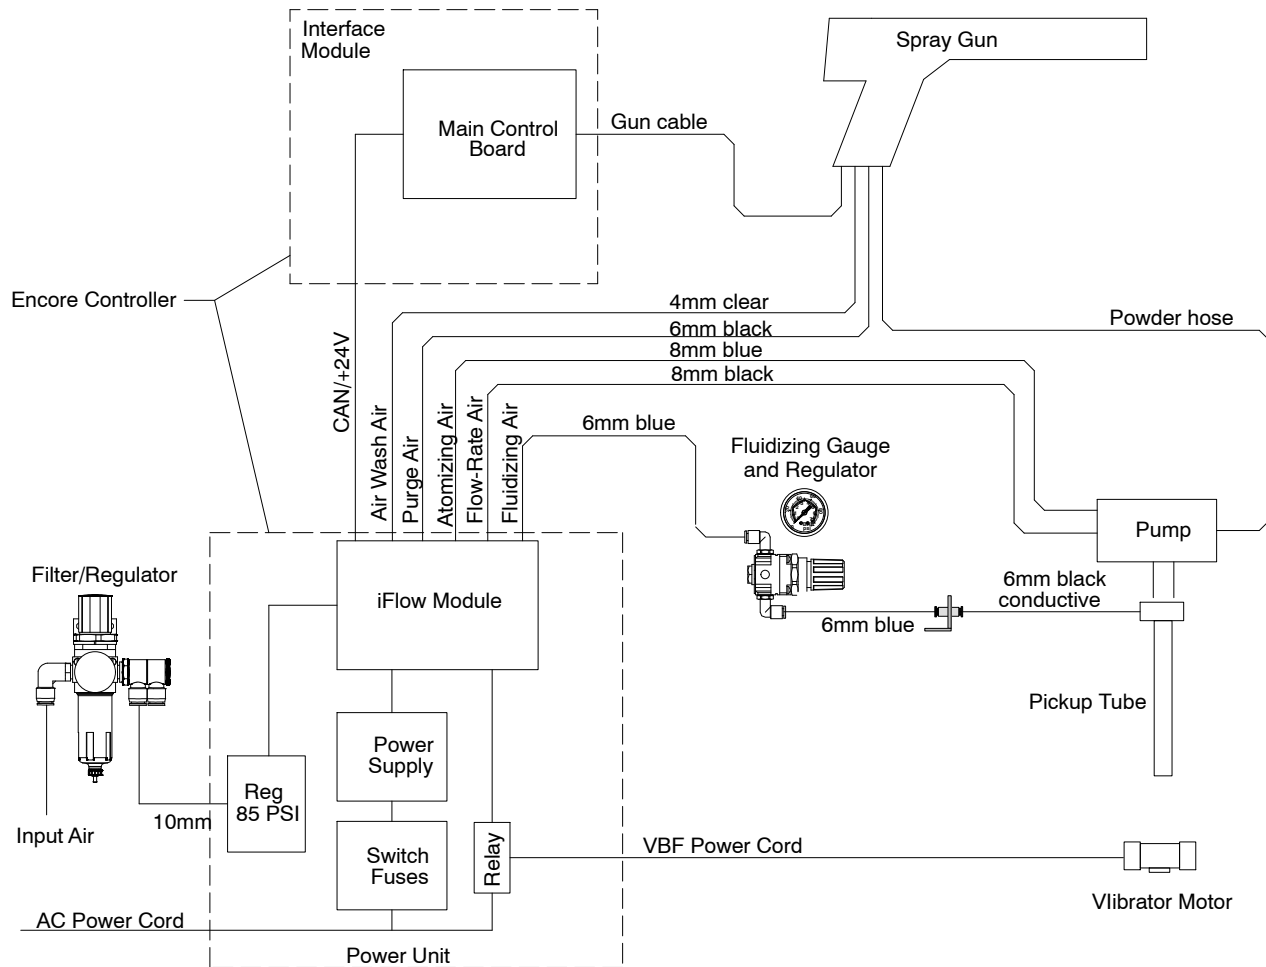 Interface
Module
Spray Gun
Main Control
Board
Gun cable
Encore Controller
4mm clear
6mm black
8mm blue
8mm black
Powder hose
CAN/+24V
Air Wash Air
Purge Air
Atomizing Air
Flow-Rate Air
Fluidizing Air
6mm blue
Fluidizing Gauge
and Regulator
Pump
Filter/Regulator
iFlow Module
6mm black
conductive
6mm blue
Pickup Tube
Power
Supply
Reg
85 PSI
10mm
Input Air
Switch
Fuses
Relay
VBF Power Cord
VIibrator Motor
AC Power Cord
Power Unit